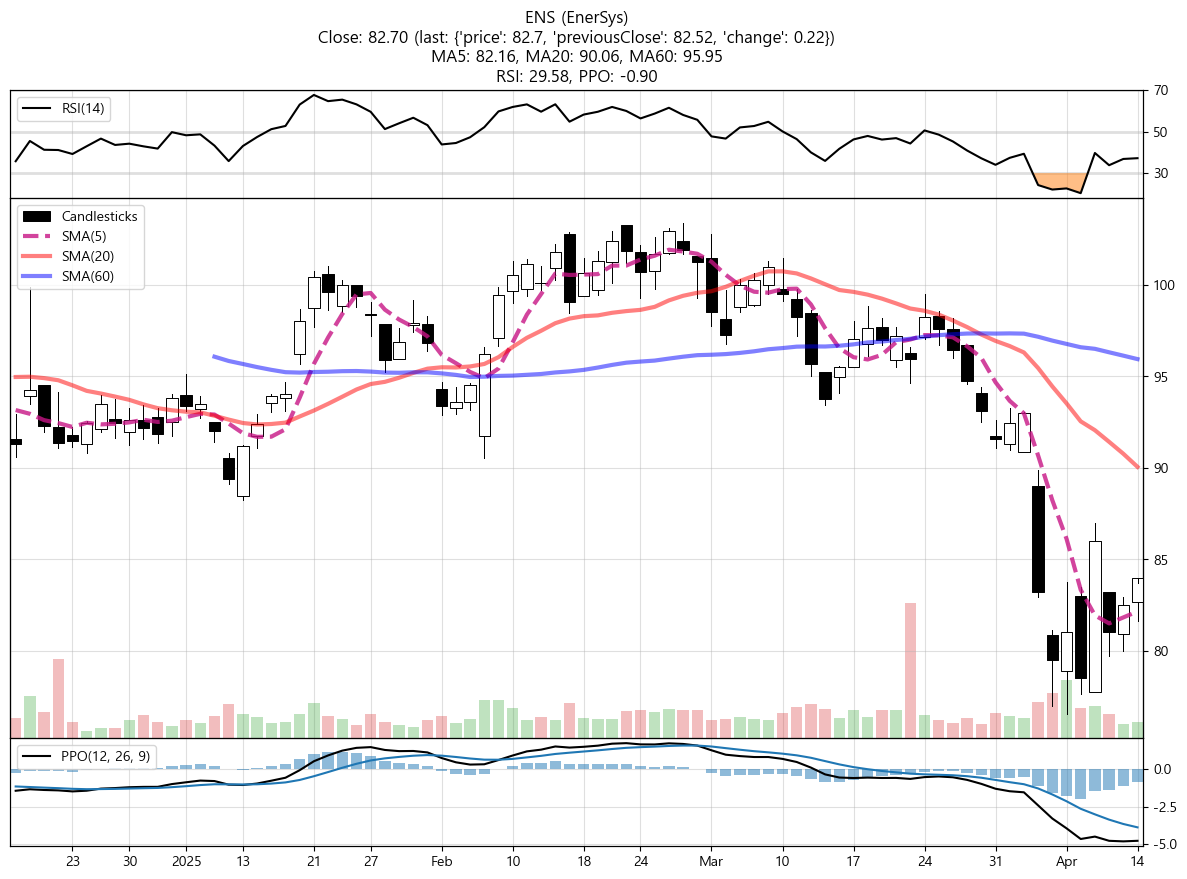 ENS (EnerSys)
Close: 82.70 (last: {'price': 82.7, 'previousClose': 82.52, 'change': 0.22})
MA5: 82.16, MA20: 90.06, MA60: 95.95
RSI: 29.58, PPO: -0.90
RSI(14)
70
50
30
Candlesticks
SMA(5)
SMA(20)
SMA(60)
100
95
90
85
80
PPO(12, 26, 9)
0.0
-2.5
-5.0
23 30 2025 13 21 27 Feb 10 18 24 Mar 10 17 24 31 Apr 14